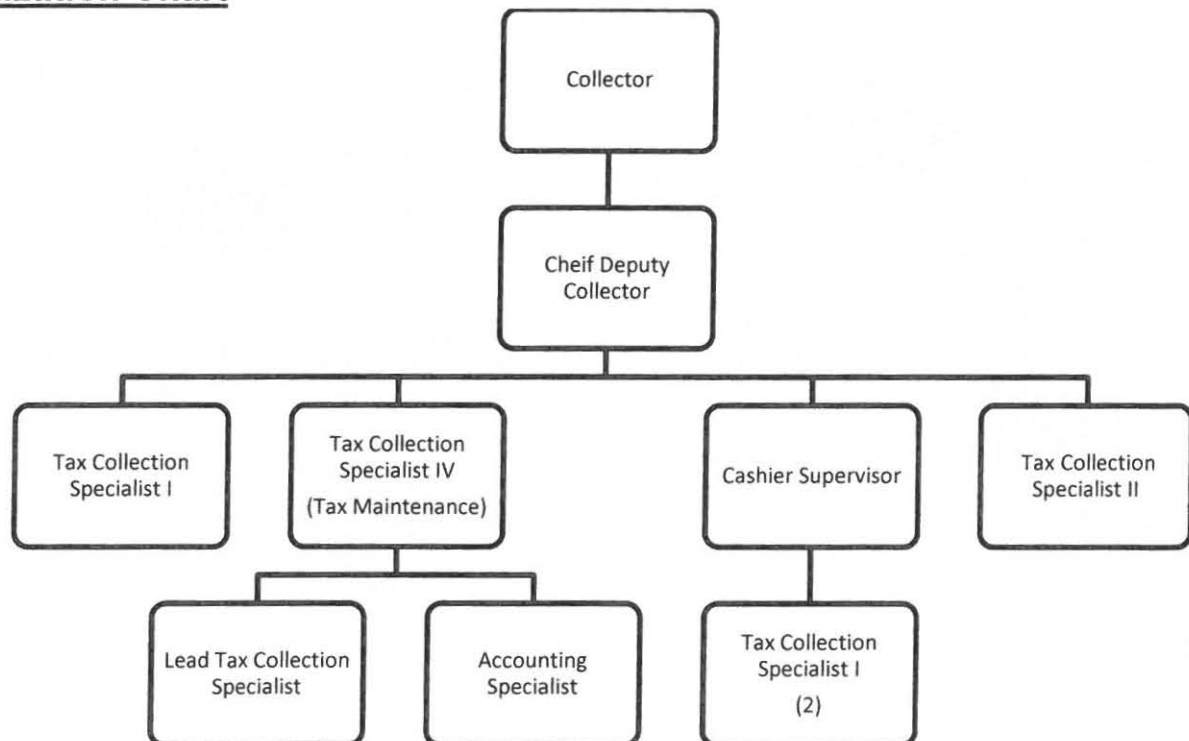 Chart
Collector
Cheif Deputy
Collector
Tax Collection
Specialist I
Tax Collection
Specialist IV
(Tax Maintenance)
Cashier Supervisor
Tax Collection
Specialist II
Lead Tax Collection
Specialist
Accounting
Specialist
Tax Collection
Specialist I
(2)